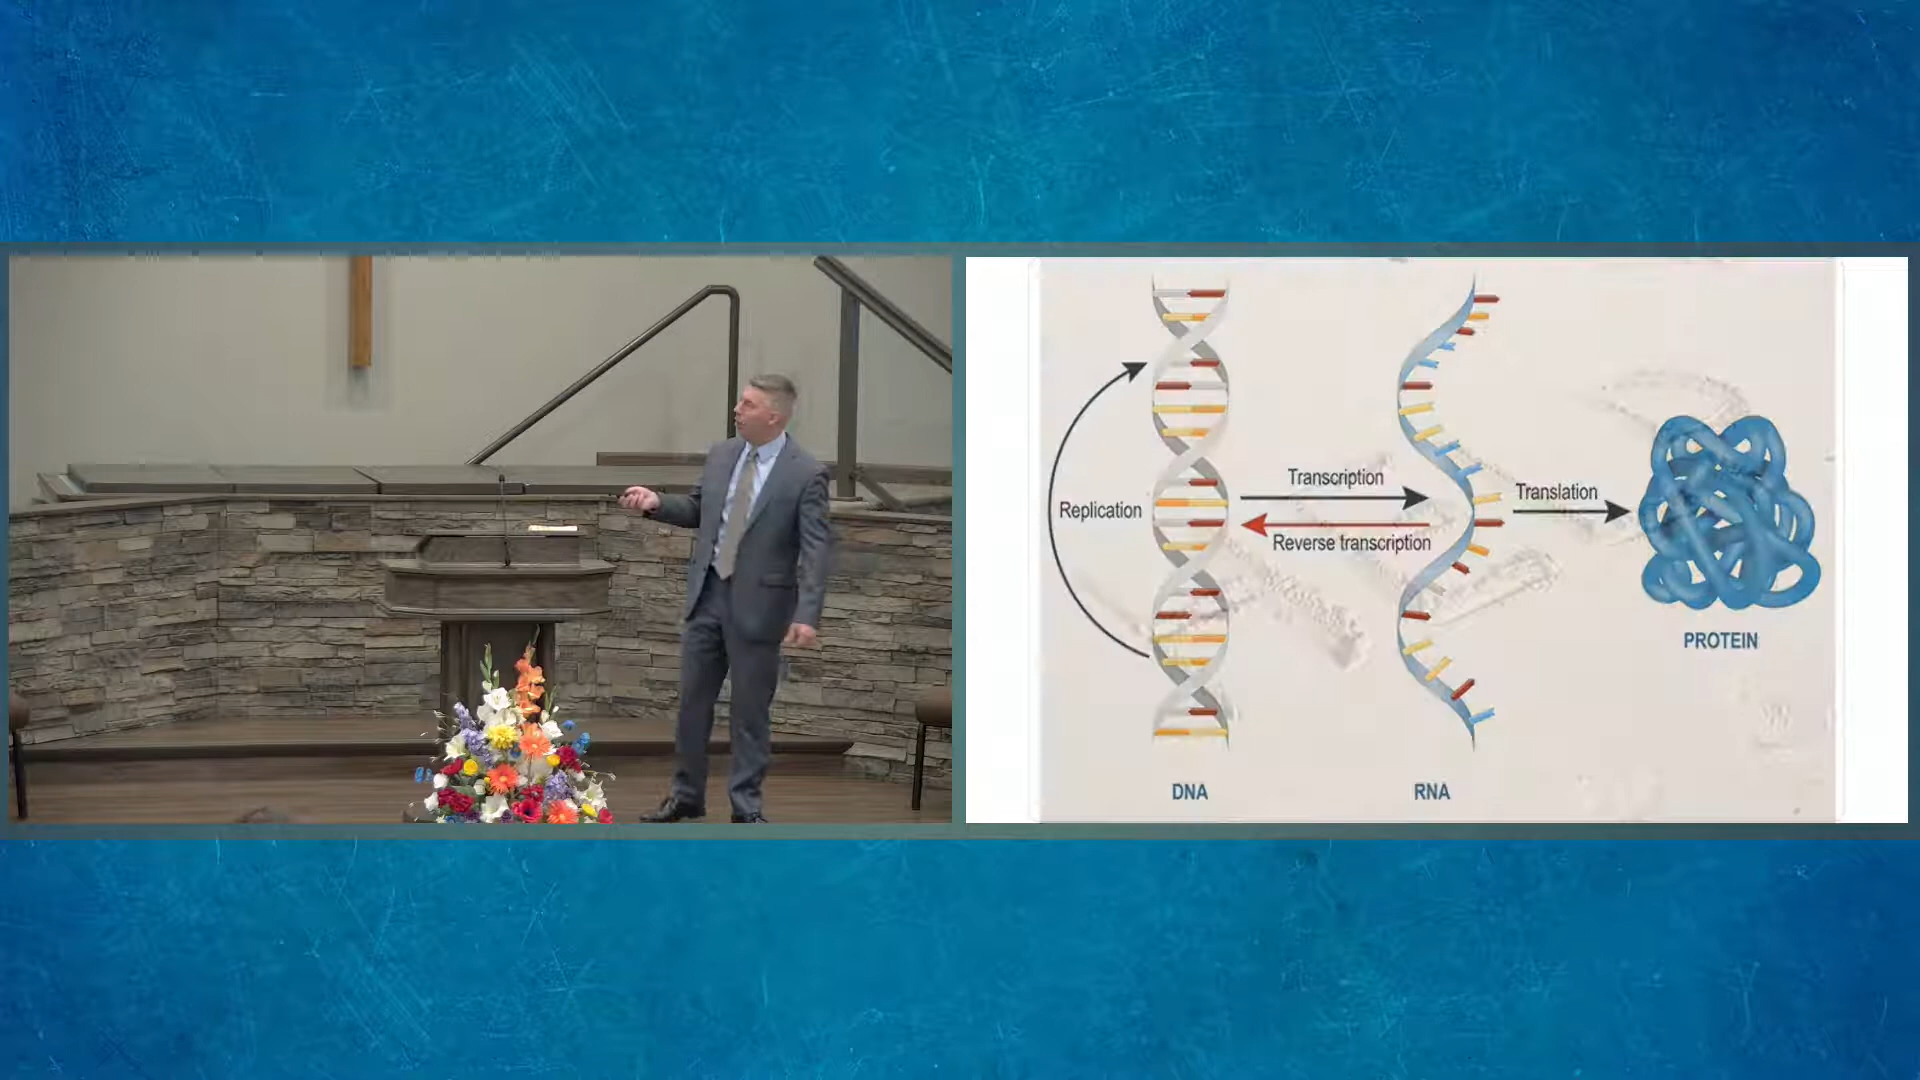 Transcription
Translation
Replication
Reverse transcription
PROTEIN
DNA
RNA